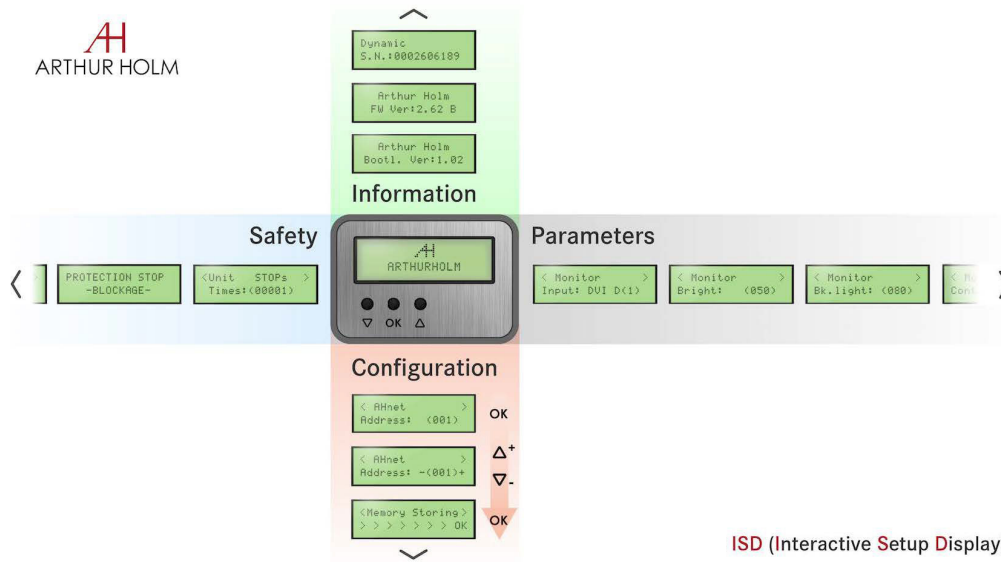 AH
ARTHUR HOLM
Dynamic
S.N.:0002606189
Arthur Holm
FW Ver:2.62 B
Arthur Holm
Bootl. Ver:1.02
Information
Safety
Parameters
AH
ARTHURHOLM
OK
>
PROTECTION STOP
-BLOCKAGE-
<Unit STOPs >
Times:(00001)
< Monitor >
Input: DVI D(1)
< Monitor >
Bright: (050)
< Monitor >
Bk.light: (080)
Configuration
< AHnet >
Address: (001)
OK
< AHnet >
Address: -(001)+
+
-
<Memory Storing>
> > > > > > > OK
OK
ISD (Interactive Setup Display